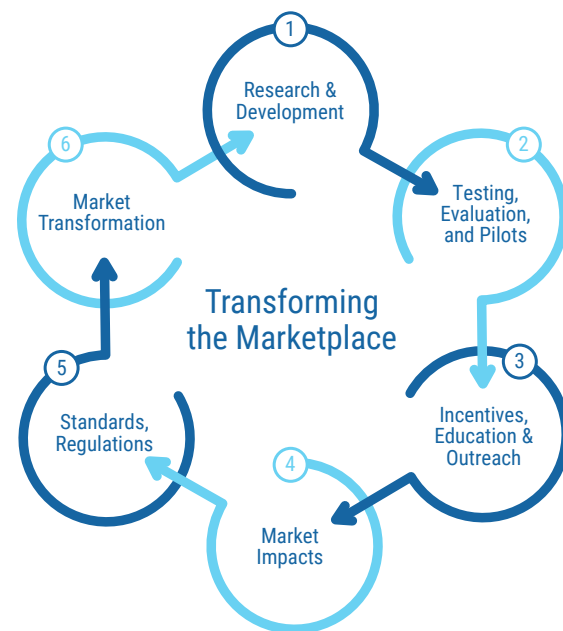 1
Research &
Development
2
Testing,
Evaluation,
and Pilots
3
Incentives,
Education &
Outreach
4
Market
Impacts
5
Standards,
Regulations
6
Market
Transformation
Transforming
the Marketplace